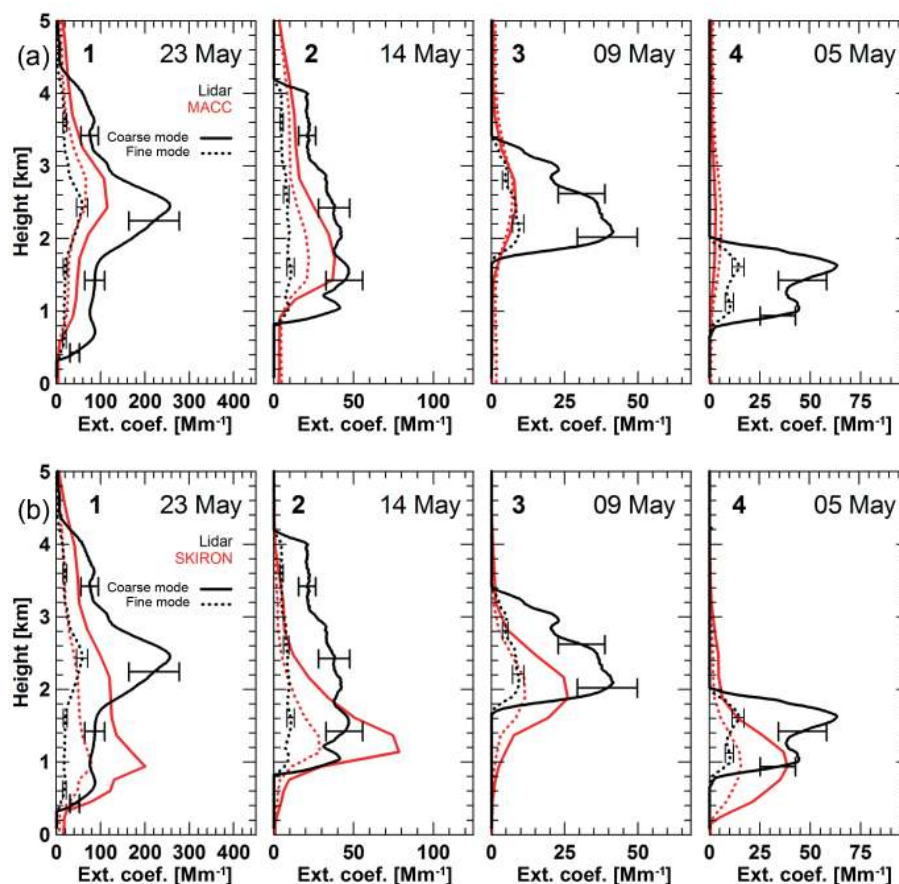 (a)
1 23 May
2 14 May
3 09 May
4 05 May
Lidar
MACC
Coarse mode
Fine mode
Height [km]
5
4
3
2
1
0
0 100 200 300 400
0 50 100
0 25 50
0 25 50 75
Ext. coef. [Mm⁻¹]
Ext. coef. [Mm⁻¹]
Ext. coef. [Mm⁻¹]
Ext. coef. [Mm⁻¹]
(b)
1 23 May
2 14 May
3 09 May
4 05 May
Lidar
SKIRON
Coarse mode
Fine mode
Height [km]
5
4
3
2
1
0
0 100 200 300 400
0 50 100
0 25 50
0 25 50 75
Ext. coef. [Mm⁻¹]
Ext. coef. [Mm⁻¹]
Ext. coef. [Mm⁻¹]
Ext. coef. [Mm⁻¹]